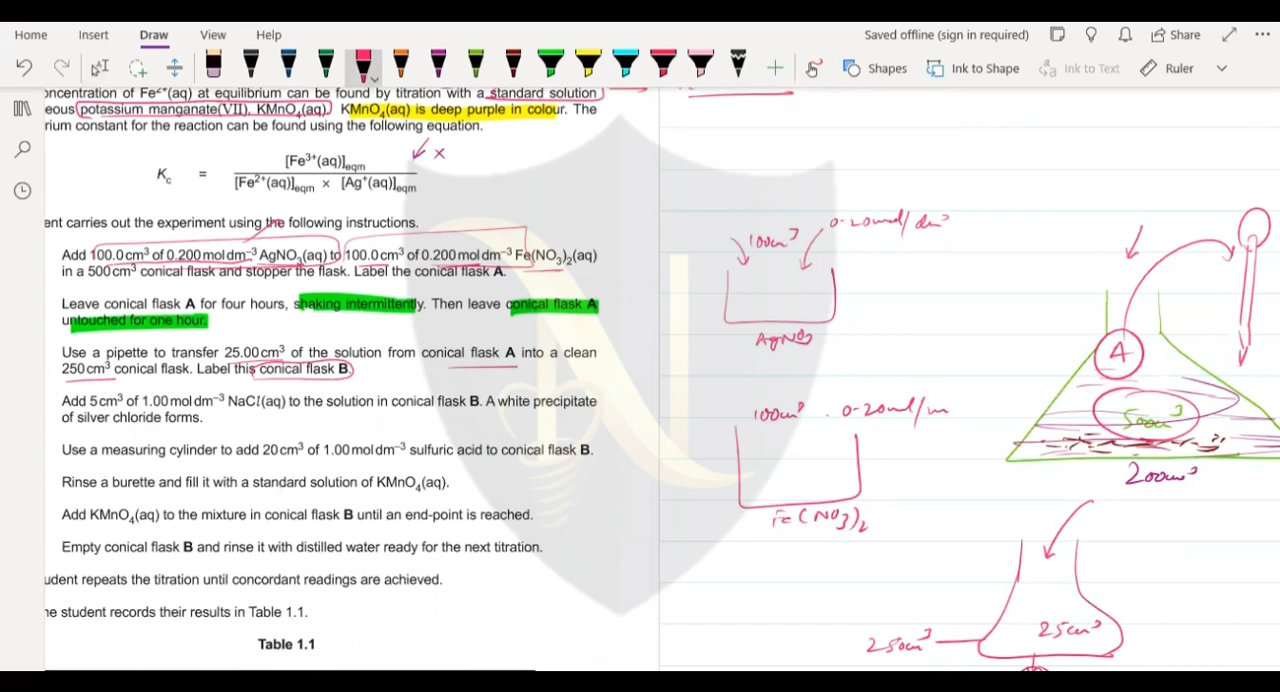 Home Insert Draw View Help Saved offline (sign in required) Share
Shapes Ink to Shape Ink to Text Ruler
oncentration of Fe²⁺(aq) at equilibrium can be found by titration with a standard solution
eous potassium manganate(VII), KMnO₄(aq). KMnO₄(aq) is deep purple in colour. The
rium constant for the reaction can be found using the following equation.
x
[Fe³⁺(aq)]eqm
Kc =
[Fe²⁺(aq)]eqm × [Ag⁺(aq)]eqm
ent carries out the experiment using the following instructions.
Add 100.0 cm³ of 0.200 mol dm⁻³ AgNO₃(aq) to 100.0 cm³ of 0.200 mol dm⁻³ Fe(NO₃)₂(aq)
in a 500 cm³ conical flask and stopper the flask. Label the conical flask A.
Leave conical flask A for four hours, shaking intermittently. Then leave conical flask A
untouched for one hour.
Use a pipette to transfer 25.00 cm³ of the solution from conical flask A into a clean
250 cm³ conical flask. Label this conical flask B.
Add 5 cm³ of 1.00 mol dm⁻³ NaCl(aq) to the solution in conical flask B. A white precipitate
of silver chloride forms.
Use a measuring cylinder to add 20 cm³ of 1.00 mol dm⁻³ sulfuric acid to conical flask B.
Rinse a burette and fill it with a standard solution of KMnO₄(aq).
Add KMnO₄(aq) to the mixture in conical flask B until an end-point is reached.
Empty conical flask B and rinse it with distilled water ready for the next titration.
udent repeats the titration until concordant readings are achieved.
he student records their results in Table 1.1.
Table 1.1
100cm³ 0.20mol/dm³
AgNO3
100cm³ . 0.20mol/m
Fe(NO3)2
A
500cm³
200cm³
25cm³
250cm³